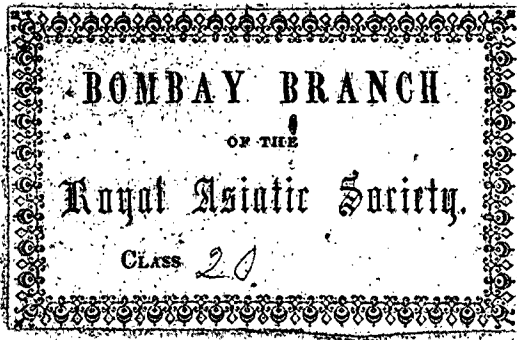 BOMBAY BRANCH
OF THE
Royal Asiatic Society.
CLASS 20